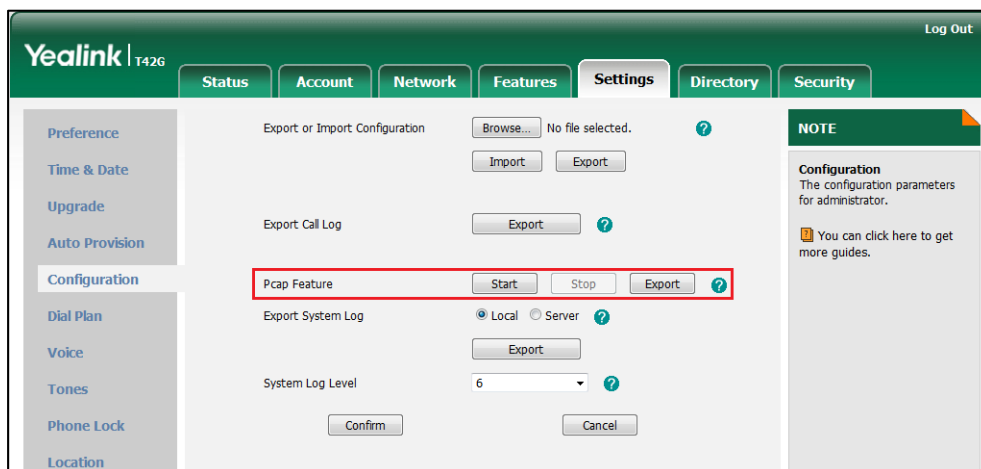 Log Out
Yealink T42G
Status Account Network Features Settings Directory Security
Preference
Time & Date
Upgrade
Auto Provision
Configuration
Dial Plan
Voice
Tones
Phone Lock
Location
Export or Import Configuration Browse... No file selected. ?
Import Export
Export Call Log Export ?
Pcap Feature Start Stop Export ?
Export System Log Local Server ?
Export
System Log Level 6 ?
Confirm Cancel
NOTE
Configuration
The configuration parameters
for administrator.
? You can click here to get
more guides.